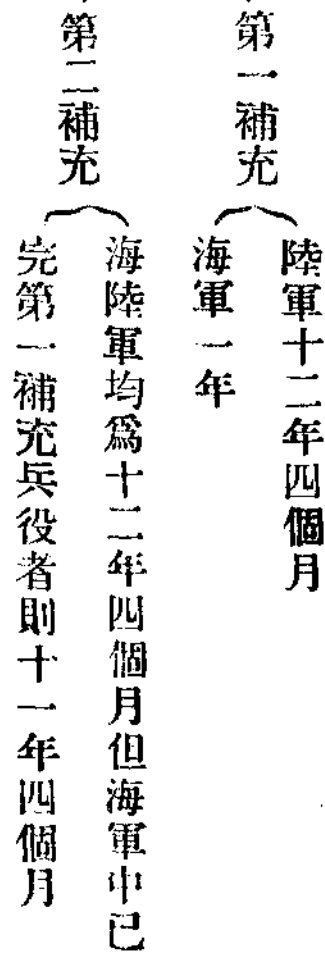 第一補充
陸軍十二年四個月
海軍一年
第二補充
海陸軍均爲十二年四個月但海軍中已
完第一補充兵役者則十一年四個月